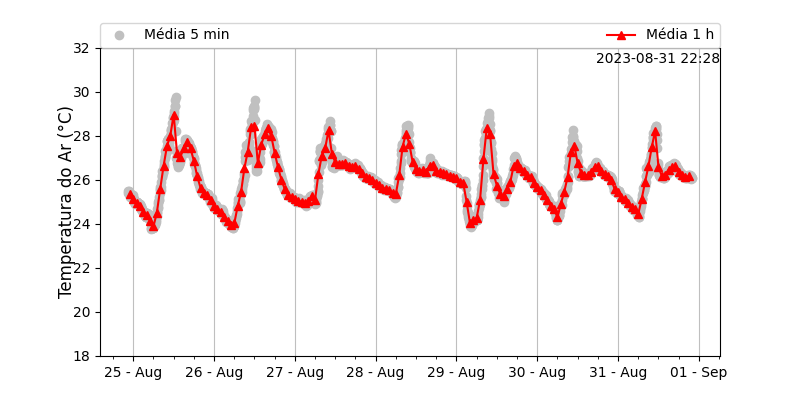 Média 5 min
Média 1 h
2023-08-31 22:28
Temperatura do Ar (°C)
32
30
28
26
24
22
20
18
25 - Aug
26 - Aug
27 - Aug
28 - Aug
29 - Aug
30 - Aug
31 - Aug
01 - Sep